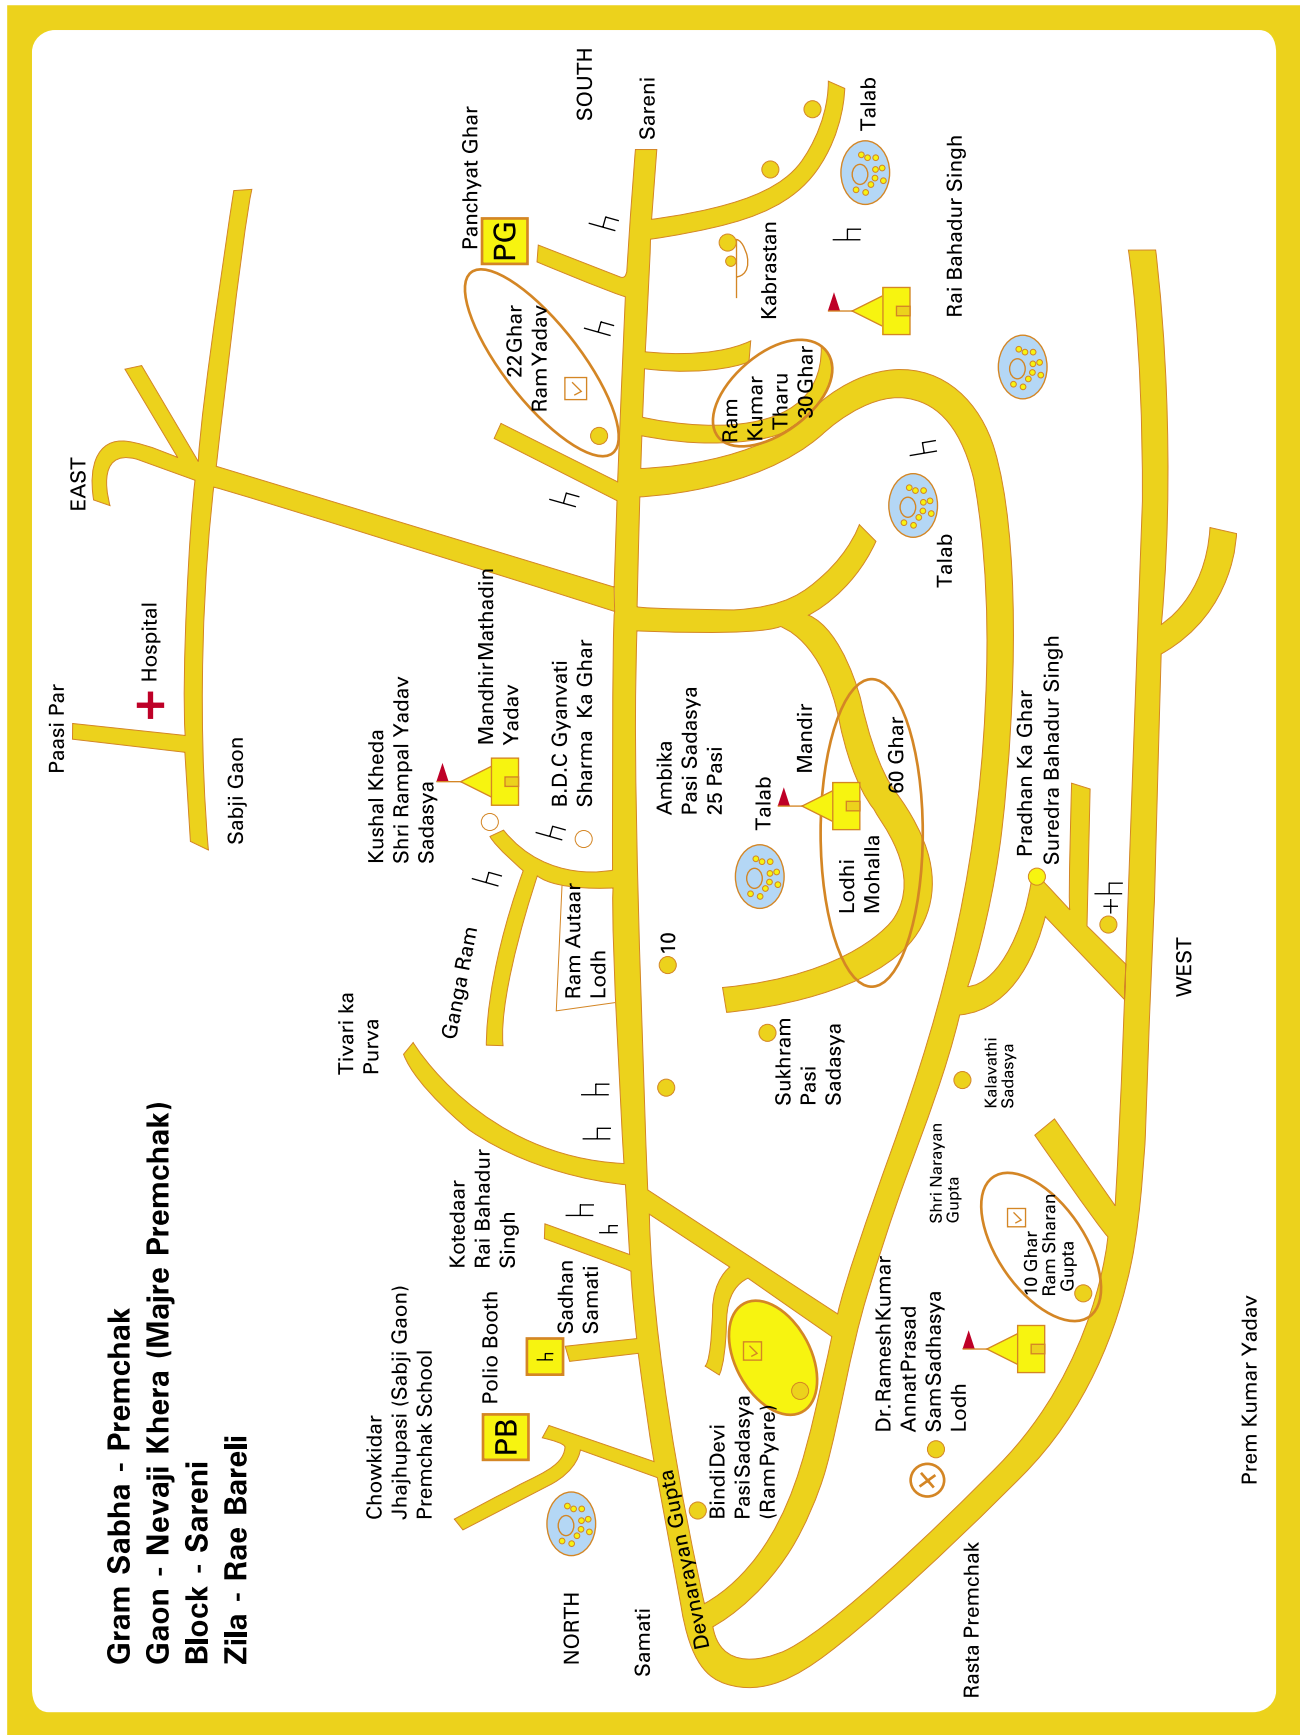 Gram Sabha - Premchak
Gaon - Nevaji Khera (Majre Premchak)
Block - Sareni
Zila - Rae Bareli
EAST
Paasi Par
Hospital
Sabji Gaon
Tivari ka
Purva
Kushal Kheda
Shri Rampal Yadav
Sadasya
Mandhir Mathadin
Yadav
B.D.C Gyanvati
Sharma Ka Ghar
Ganga Ram
Ram Autaar
Lodh
Chowkidar
Jhajhupasi (Sabji Gaon)
Premchak School
Kotedaar
Rai Bahadur
Singh
Polio Booth
PB
h
Sadhan
Samati
Panchyat Ghar
PG
22 Ghar
Ram Yadav
SOUTH
Sareni
NORTH
Samati
Devnarayan Gupta
Bindi Devi
Pasi Sadasya
(Ram Pyare)
10
Ambika
Pasi Sadasya
25 Pasi
Talab
Mandir
Sukhram
Pasi
Sadasya
Lodhi
Mohalla
60 Ghar
Ram
Kumar
Tharu
30 Ghar
Kabrastan
Talab
Rai Bahadur Singh
Talab
Dr. Ramesh Kumar
Annat Prasad
Sam Sadhasya
Lodh
Shri Narayan
Gupta
Kalavathi
Sadasya
10 Ghar
Ram Sharan
Gupta
Pradhan Ka Ghar
Suredra Bahadur Singh
Rasta Premchak
WEST
Prem Kumar Yadav